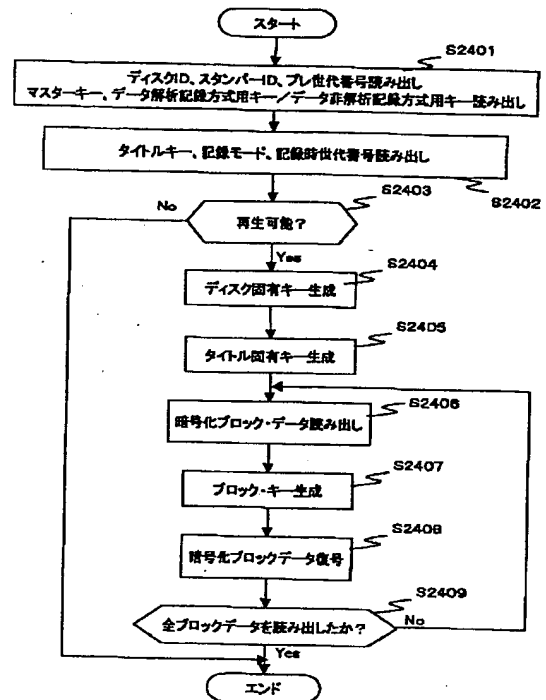 スタート
S2401
ディスクID、スタンパーID、プレ世代番号読み出し
マスターキー、データ解析記録方式用キー/データ非解析記録方式用キー読み出し
タイトルキー、記録モード、記録時世代番号読み出し
S2402
S2403
No
再生可能?
Yes
S2404
ディスク固有キー生成
S2405
タイトル固有キー生成
S2406
暗号化ブロック・データ読み出し
S2407
ブロック・キー生成
S2408
暗号化ブロックデータ復号
S2409
全ブロックデータを読み出したか?
No
Yes
エンド